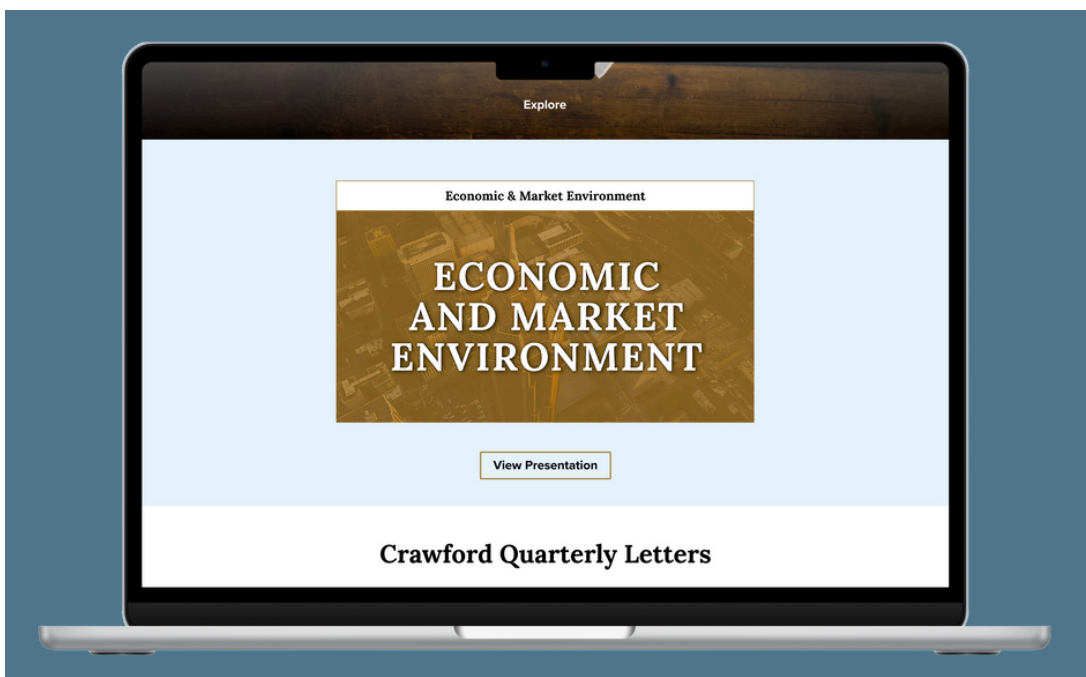 Explore
Economic & Market Environment
ECONOMIC
AND MARKET
ENVIRONMENT
View Presentation
Crawford Quarterly Letters